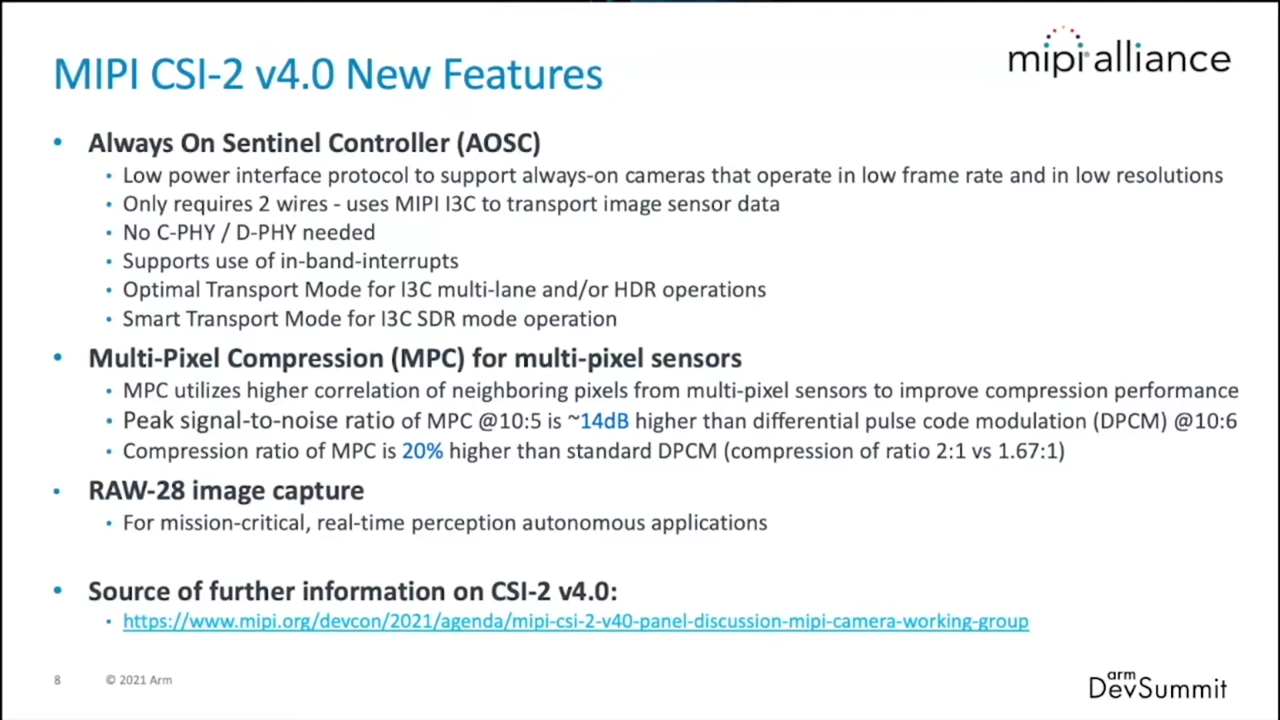 mipi alliance
MIPI CSI-2 v4.0 New Features
• Always On Sentinel Controller (AOSC)
• Low power interface protocol to support always-on cameras that operate in low frame rate and in low resolutions
• Only requires 2 wires - uses MIPI I3C to transport image sensor data
• No C-PHY / D-PHY needed
• Supports use of in-band-interrupts
• Optimal Transport Mode for I3C multi-lane and/or HDR operations
• Smart Transport Mode for I3C SDR mode operation
• Multi-Pixel Compression (MPC) for multi-pixel sensors
• MPC utilizes higher correlation of neighboring pixels from multi-pixel sensors to improve compression performance
• Peak signal-to-noise ratio of MPC @10:5 is ~14dB higher than differential pulse code modulation (DPCM) @10:6
• Compression ratio of MPC is 20% higher than standard DPCM (compression of ratio 2:1 vs 1.67:1)
• RAW-28 image capture
• For mission-critical, real-time perception autonomous applications
• Source of further information on CSI-2 v4.0:
• https://www.mipi.org/devcon/2021/agenda/mipi-csi-2-v40-panel-discussion-mipi-camera-working-group
8 © 2021 Arm
arm
DevSummit